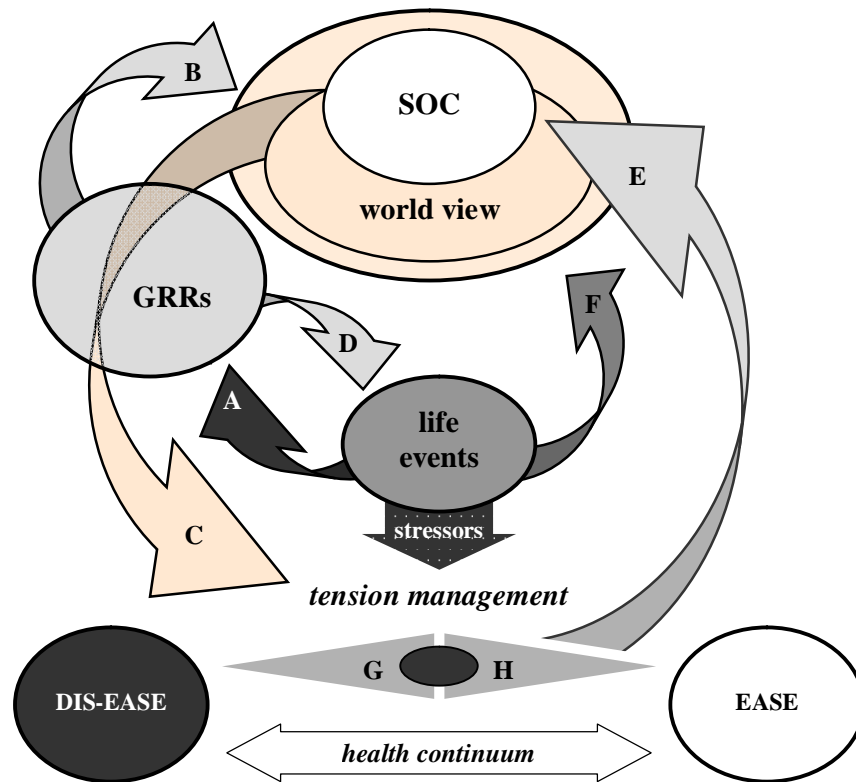 B
SOC
E
world view
GRRs
F
D
A
life
events
C
stressors
tension management
G
H
DIS-EASE
EASE
health continuum